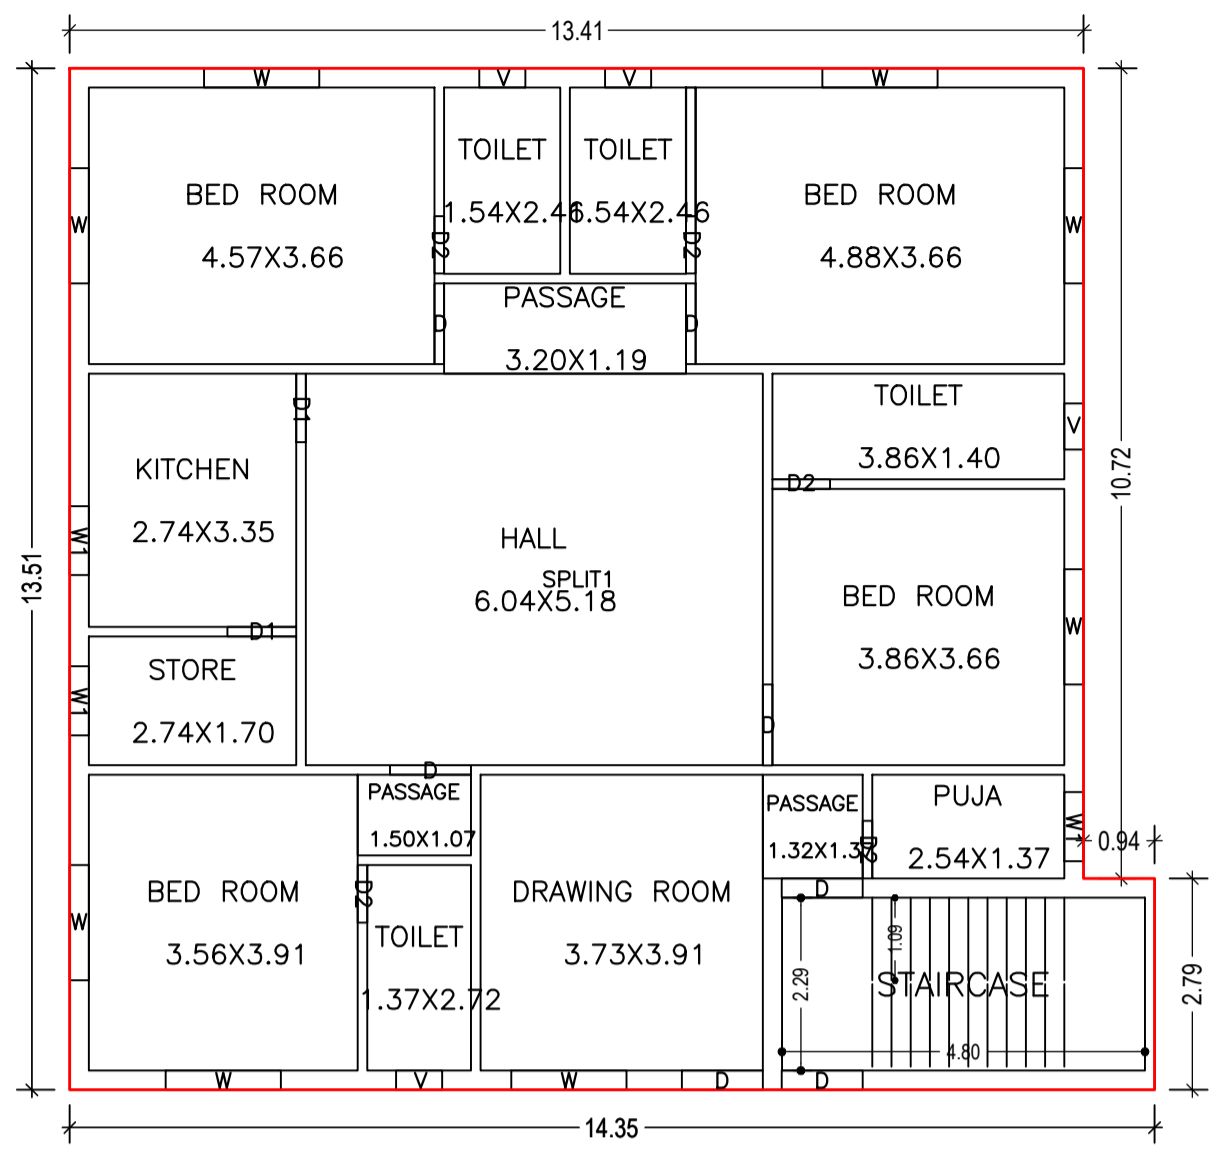 13.41
W
V
V
W
BED ROOM
4.57X3.66
TOILET
1.54X2.46
TOILET
1.54X2.46
BED ROOM
4.88X3.66
W
W
D2
D2
PASSAGE
3.20X1.19
D
D
D1
TOILET
3.86X1.40
V
D2
10.72
KITCHEN
2.74X3.35
W1
HALL
SPLIT1
6.04X5.18
13.51
BED ROOM
3.86X3.66
W
D1
STORE
2.74X1.70
W1
D
D
PASSAGE
1.50X1.07
PASSAGE
1.32X1.37
D2
PUJA
2.54X1.37
W1
0.94
BED ROOM
3.56X3.91
W
D2
TOILET
1.37X2.72
DRAWING ROOM
3.73X3.91
D
1.09
2.29
STAIRCASE
4.80
2.79
W
V
W
D
D
14.35